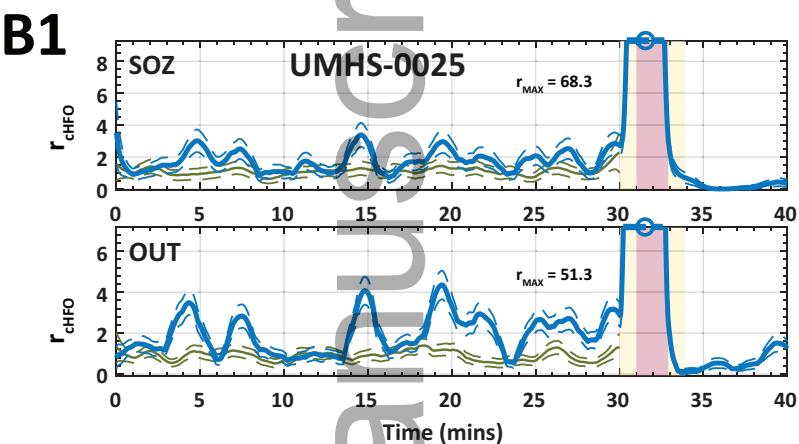 B1
SOZ
UMHS-0025
r_MAX = 68.3
r_cHFO
8
6
4
2
0
0 5 10 15 20 25 30 35 40
OUT
r_MAX = 51.3
r_cHFO
6
4
2
0
0 5 10 15 20 25 30 35 40
Time (mins)
anuscr